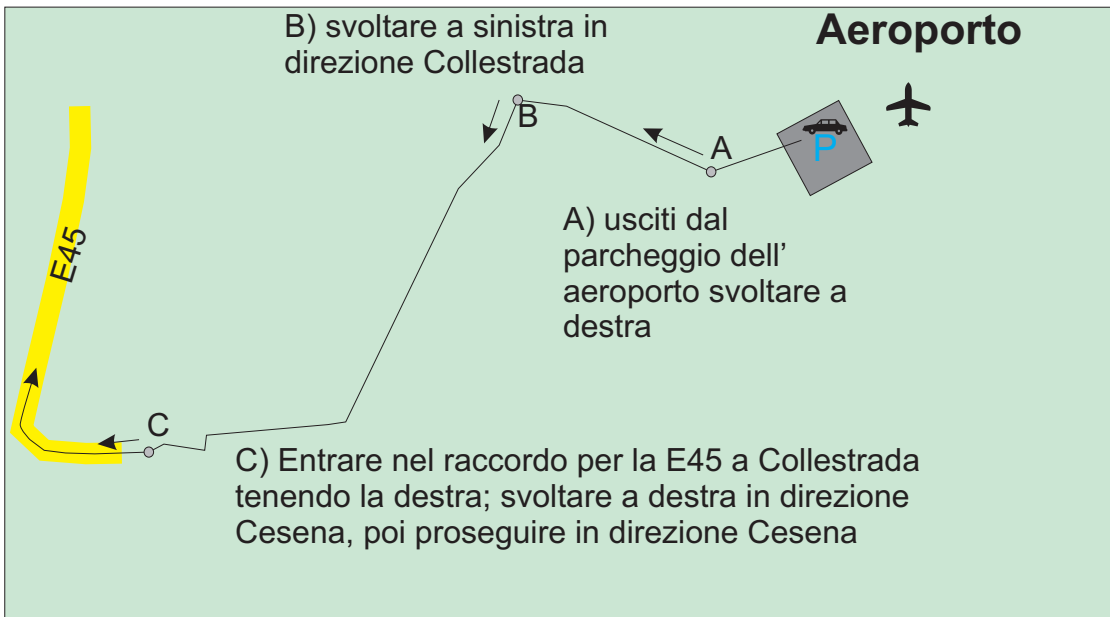 B) svoltare a sinistra in
direzione Collestrada
Aeroporto
B
A
P
E45
A) usciti dal
parcheggio dell’
aeroporto svoltare a
destra
C
C) Entrare nel raccordo per la E45 a Collestrada
tenendo la destra; svoltare a destra in direzione
Cesena, poi proseguire in direzione Cesena